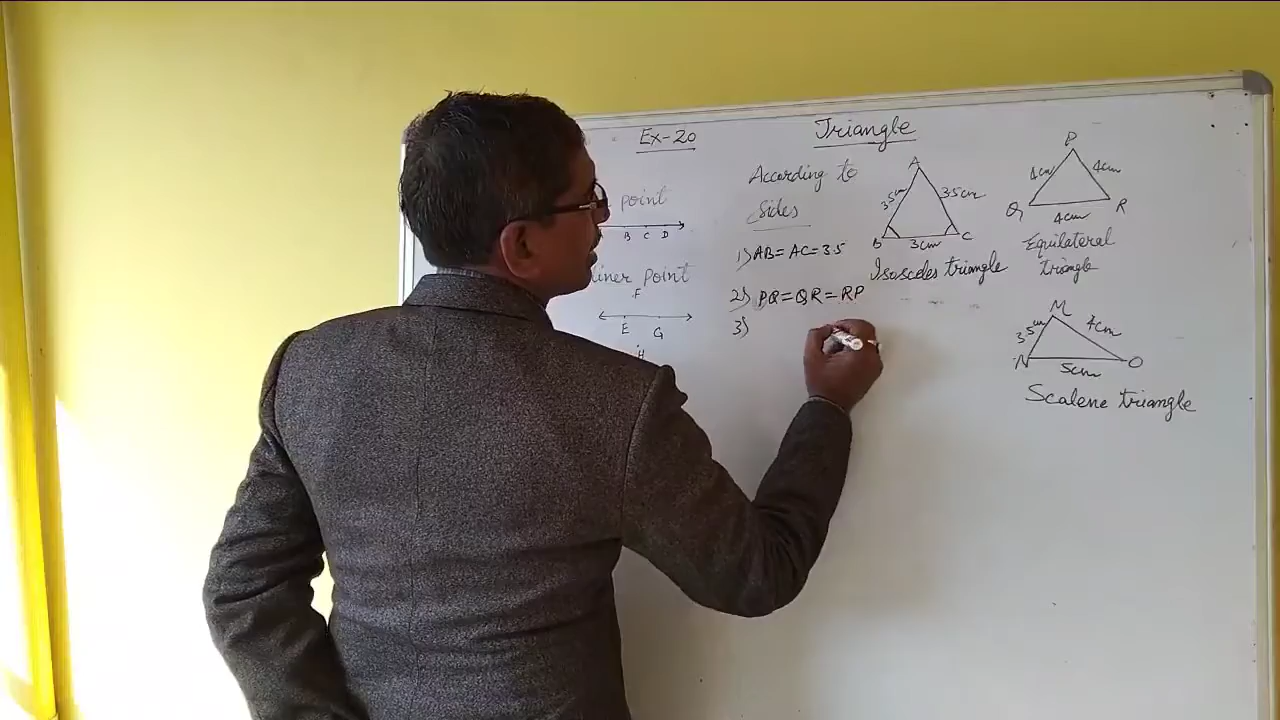 Ex-20
Triangle
point
B C D
liner Point
F
E G
H
According to
Sides
1) AB = AC = 3.5
2) PQ = QR = RP
3)
A
3.5cm 3.5cm
B 3cm C
Isosceles triangle
P
4cm 4cm
Q 4cm R
Equilateral
triangle
M
3.5cm 4cm
N 5cm O
Scalene triangle